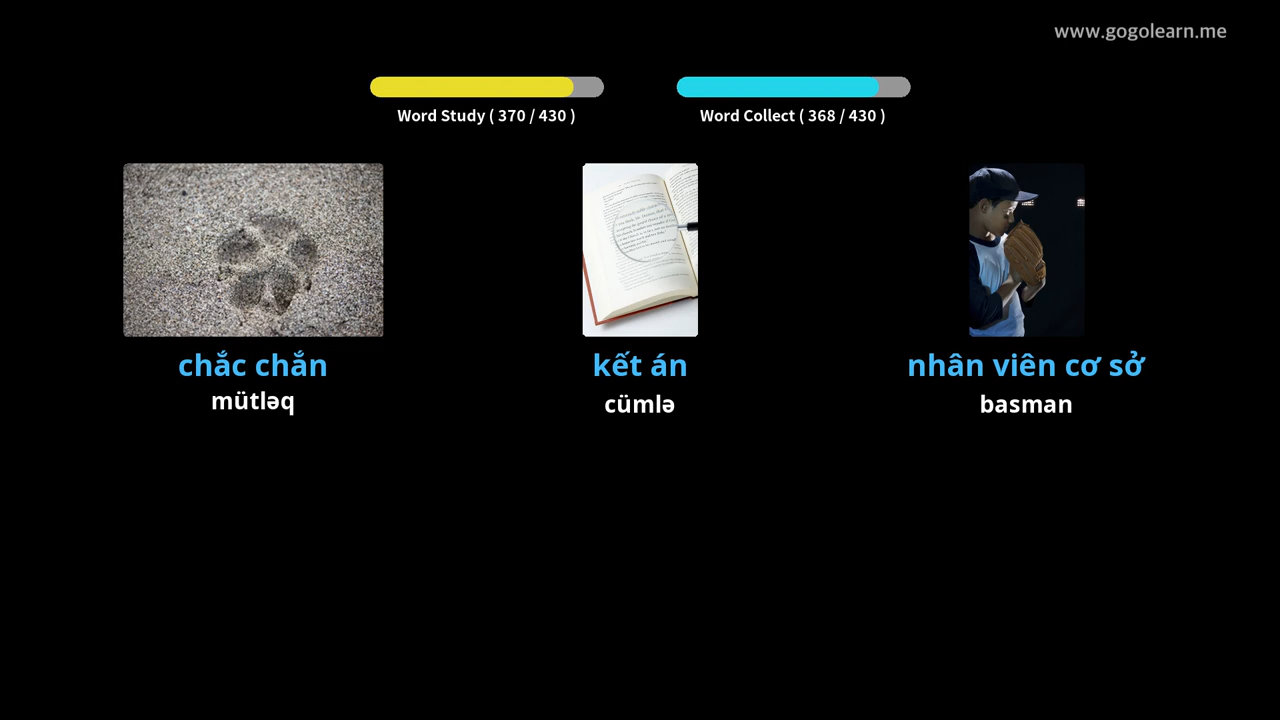 www.gogolearn.me
Word Study ( 370 / 430 )
Word Collect ( 368 / 430 )
chắc chắn
mütləq
kết án
cümlə
nhân viên cơ sở
basman